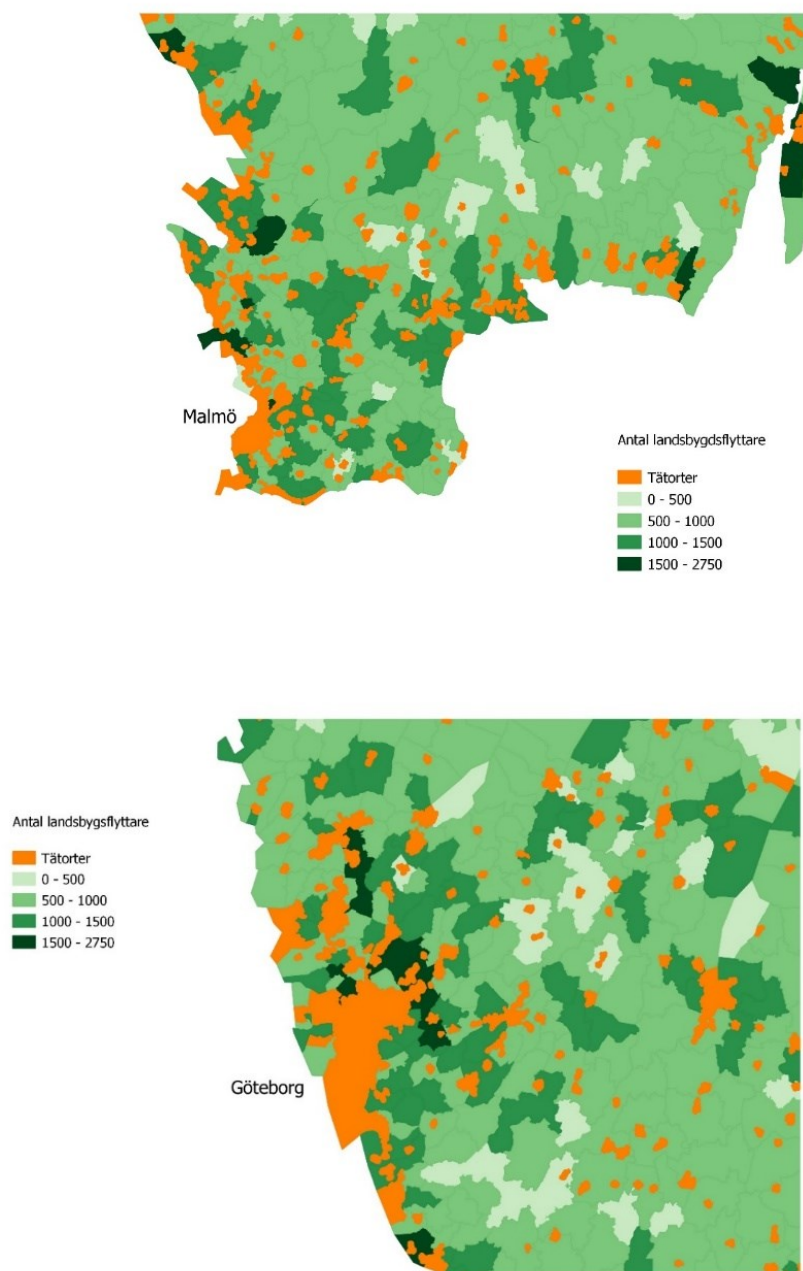 Malmö
Antal landsbygdsflyttare
Tätorter
0 - 500
500 - 1000
1000 - 1500
1500 - 2750
Antal landsbygsflyttare
Tätorter
0 - 500
500 - 1000
1000 - 1500
1500 - 2750
Göteborg